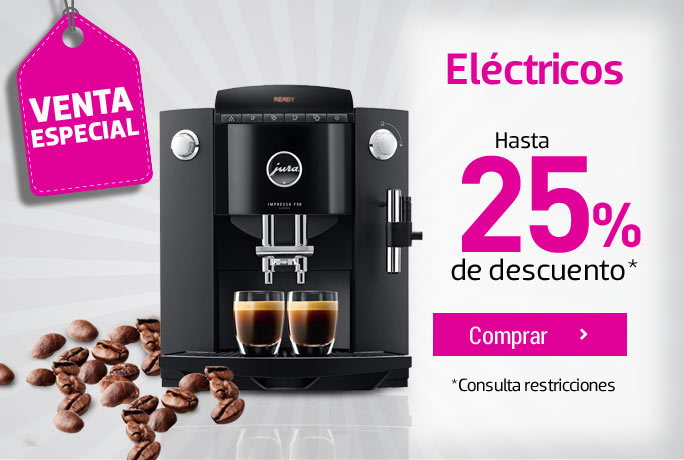 VENTA
ESPECIAL
READY
jura
IMPRESSA F50
Eléctricos
Hasta
25%
de descuento*
Comprar >
*Consulta restricciones